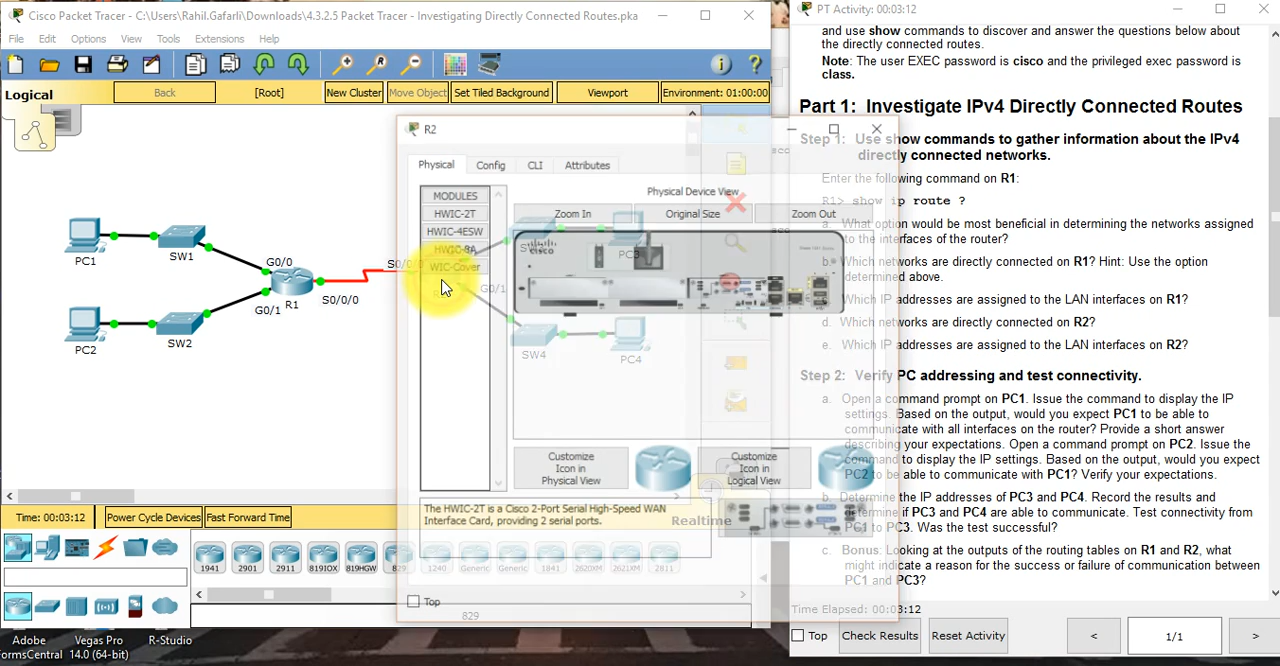 Cisco Packet Tracer - C:\Users\Rahil.Gafarli\Downloads\4.3.2.5 Packet Tracer - Investigating Directly Connected Routes.pka
File Edit Options View Tools Extensions Help
Logical
Back
[Root]
New Cluster
Move Object
Set Tiled Background
Viewport
Environment: 01:00:00
PC1
SW1
G0/0
R1
S0/0/0
G0/1
PC2
SW2
S0/0/0
G0/1
PC3
SW4
PC4
R2
Physical Config CLI Attributes
MODULES
HWIC-2T
HWIC-4ESW
HWIC-8A
WIC-Cover
Physical Device View
Zoom In
Original Size
Zoom Out
CISCO
Customize
Icon in
Physical View
Customize
Icon in
Logical View
The HWIC-2T is a Cisco 2-Port Serial High-Speed WAN
Interface Card, providing 2 serial ports.
Realtime
Top
Time: 00:03:12
Power Cycle Devices
Fast Forward Time
1941 2901 2911 819IOX 819HGW 829 1240 Generic Generic 1841 2620XM 2621XM 2811
829
Adobe
FormsCentral
Vegas Pro
14.0 (64-bit)
R-Studio
PT Activity: 00:03:12
and use show commands to discover and answer the questions below about
the directly connected routes.
Note: The user EXEC password is cisco and the privileged exec password is
class.
Part 1: Investigate IPv4 Directly Connected Routes
Step 1: Use show commands to gather information about the IPv4
directly connected networks.
Enter the following command on R1:
R1> show ip route ?
a. What option would be most beneficial in determining the networks assigned
to the interfaces of the router?
b. Which networks are directly connected on R1? Hint: Use the option
determined above.
Which IP addresses are assigned to the LAN interfaces on R1?
d. Which networks are directly connected on R2?
e. Which IP addresses are assigned to the LAN interfaces on R2?
Step 2: Verify PC addressing and test connectivity.
a. Open a command prompt on PC1. Issue the command to display the IP
settings. Based on the output, would you expect PC1 to be able to
communicate with all interfaces on the router? Provide a short answer
describing your expectations. Open a command prompt on PC2. Issue the
command to display the IP settings. Based on the output, would you expect
PC2 to be able to communicate with PC1? Verify your expectations.
b. Determine the IP addresses of PC3 and PC4. Record the results and
determine if PC3 and PC4 are able to communicate. Test connectivity from
PC1 to PC3. Was the test successful?
c. Bonus: Looking at the outputs of the routing tables on R1 and R2, what
might indicate a reason for the success or failure of communication between
PC1 and PC3?
Time Elapsed: 00:03:12
Top
Check Results
Reset Activity
<
1/1
>